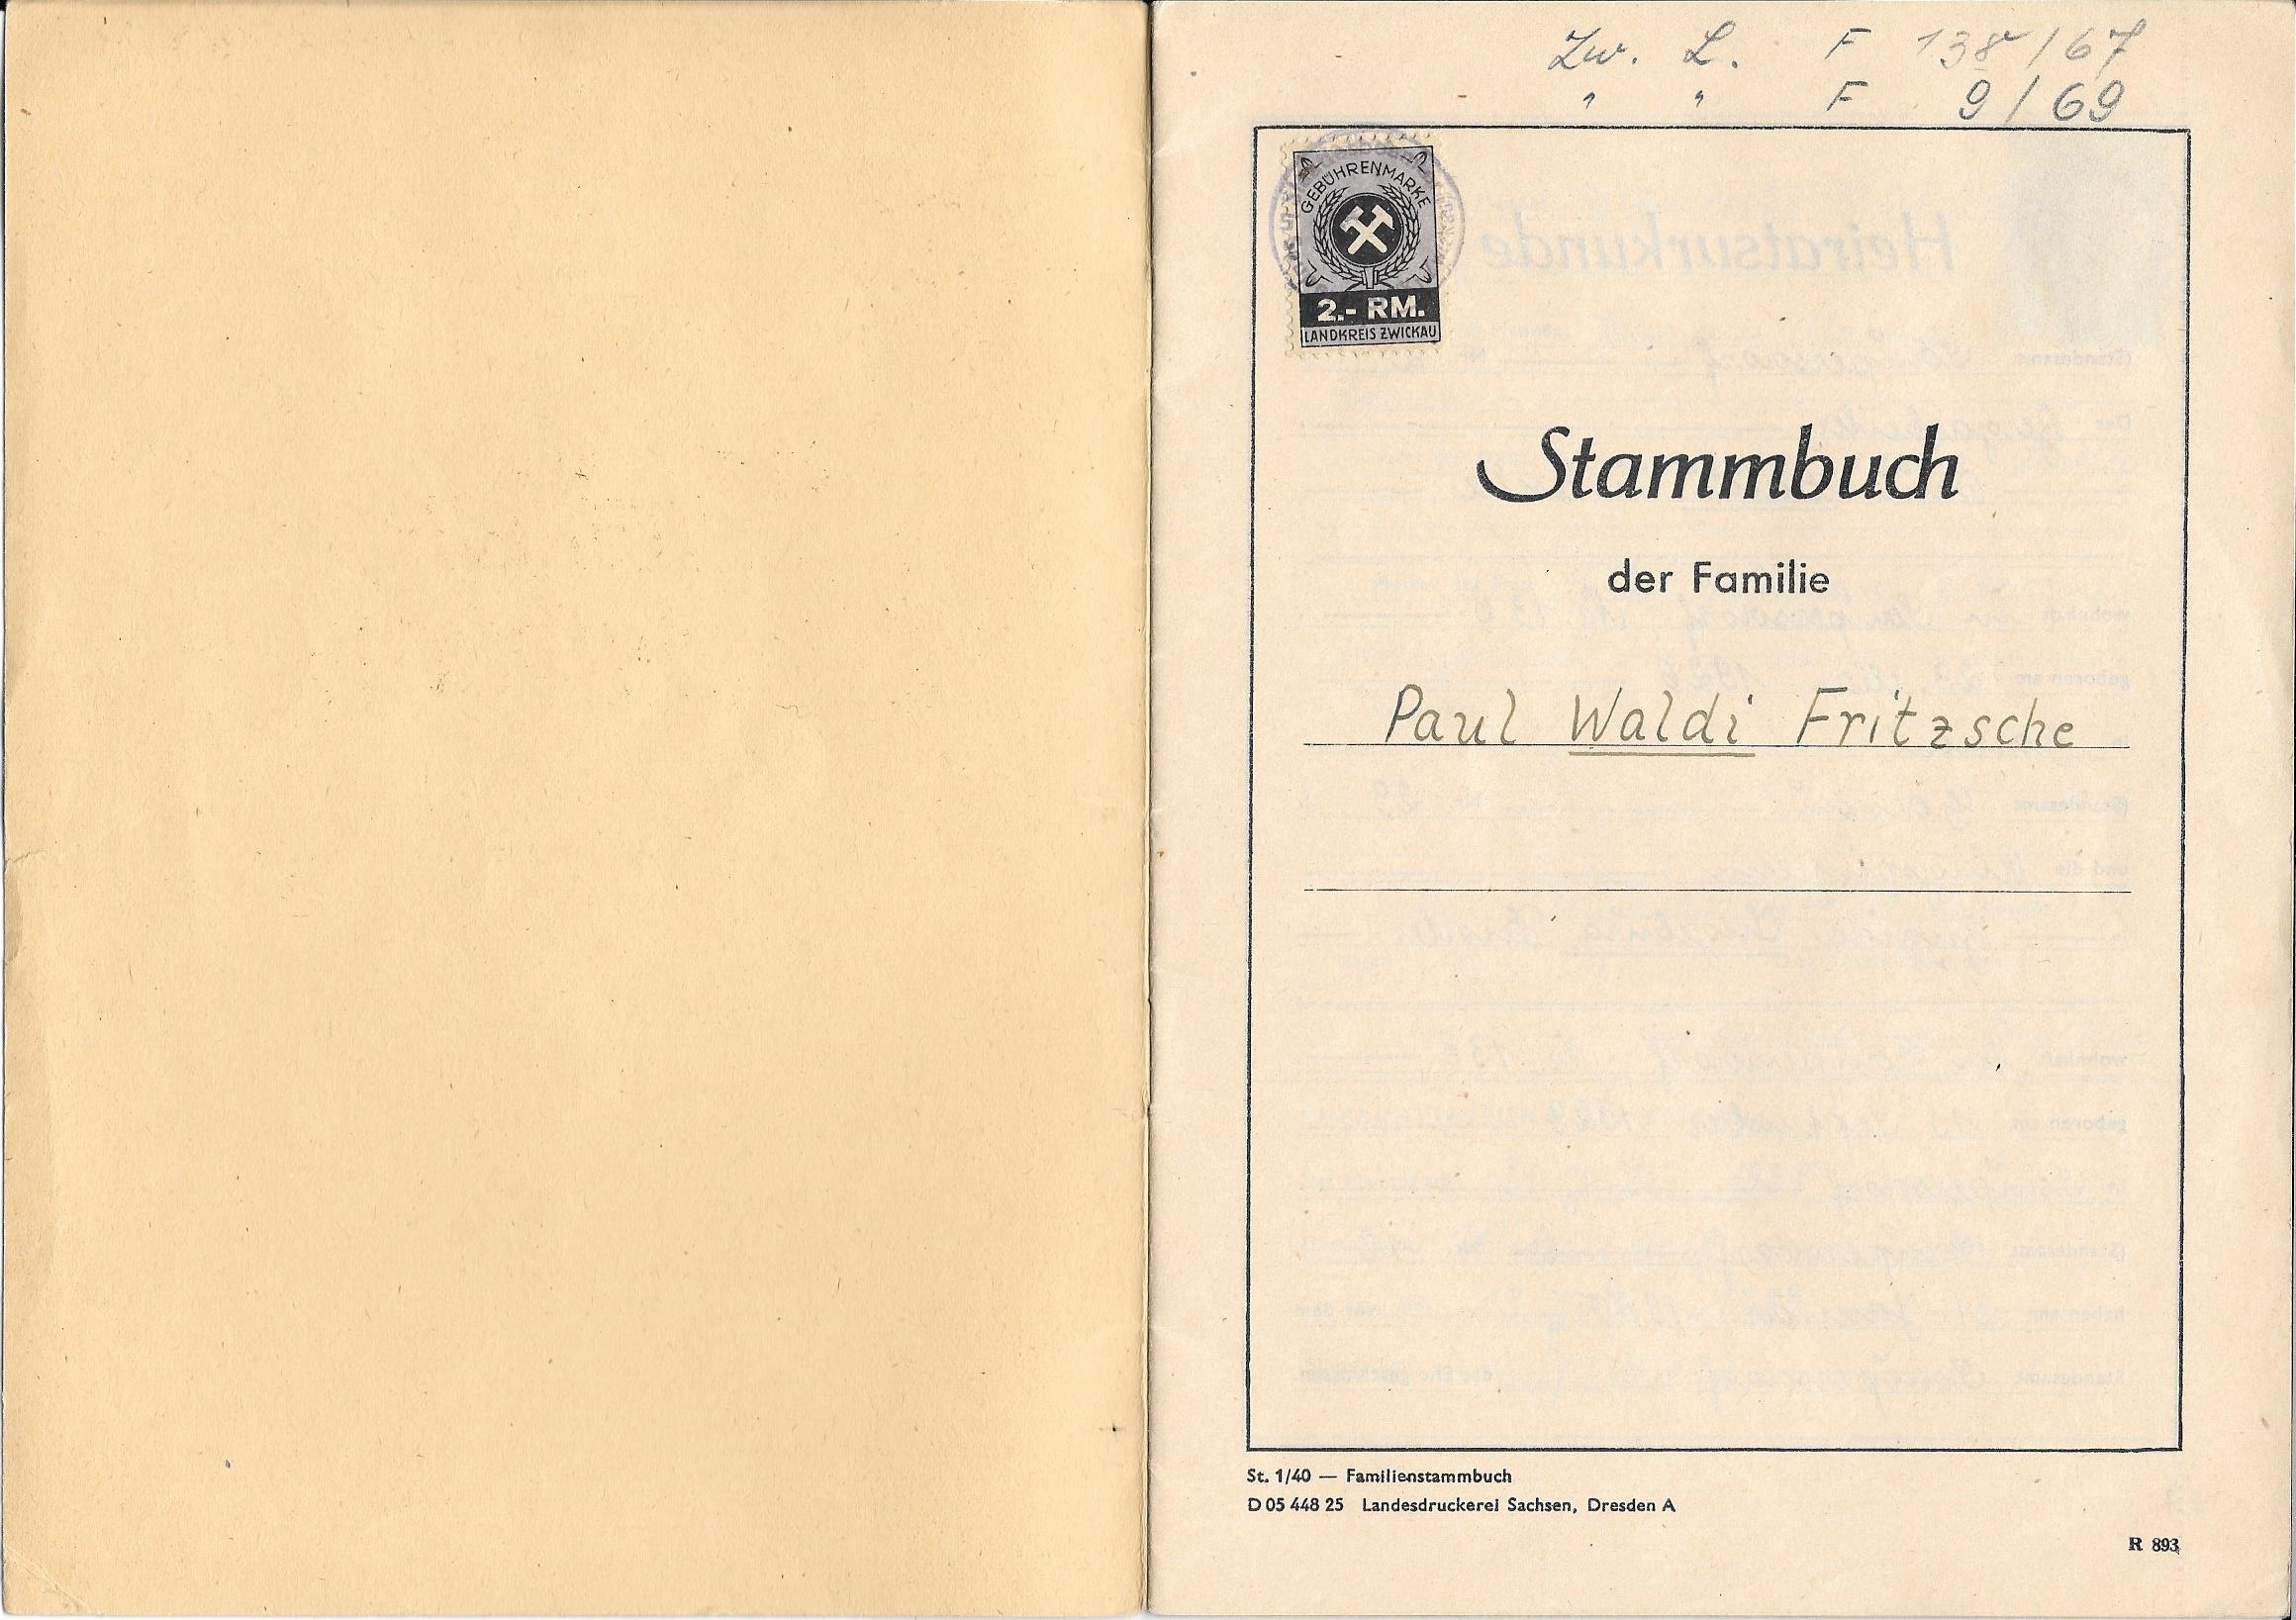 Zw. L. F 138/67
" " F 9/69
GEBÜHRENMARKE
2.- RM.
LANDKREIS ZWICKAU
Heiratsurkunde
Stammbuch
der Familie
Paul Waldi Fritzsche
St. 1/40 — Familienstammbuch
D 05 448 25 Landesdruckerei Sachsen, Dresden A
R 893